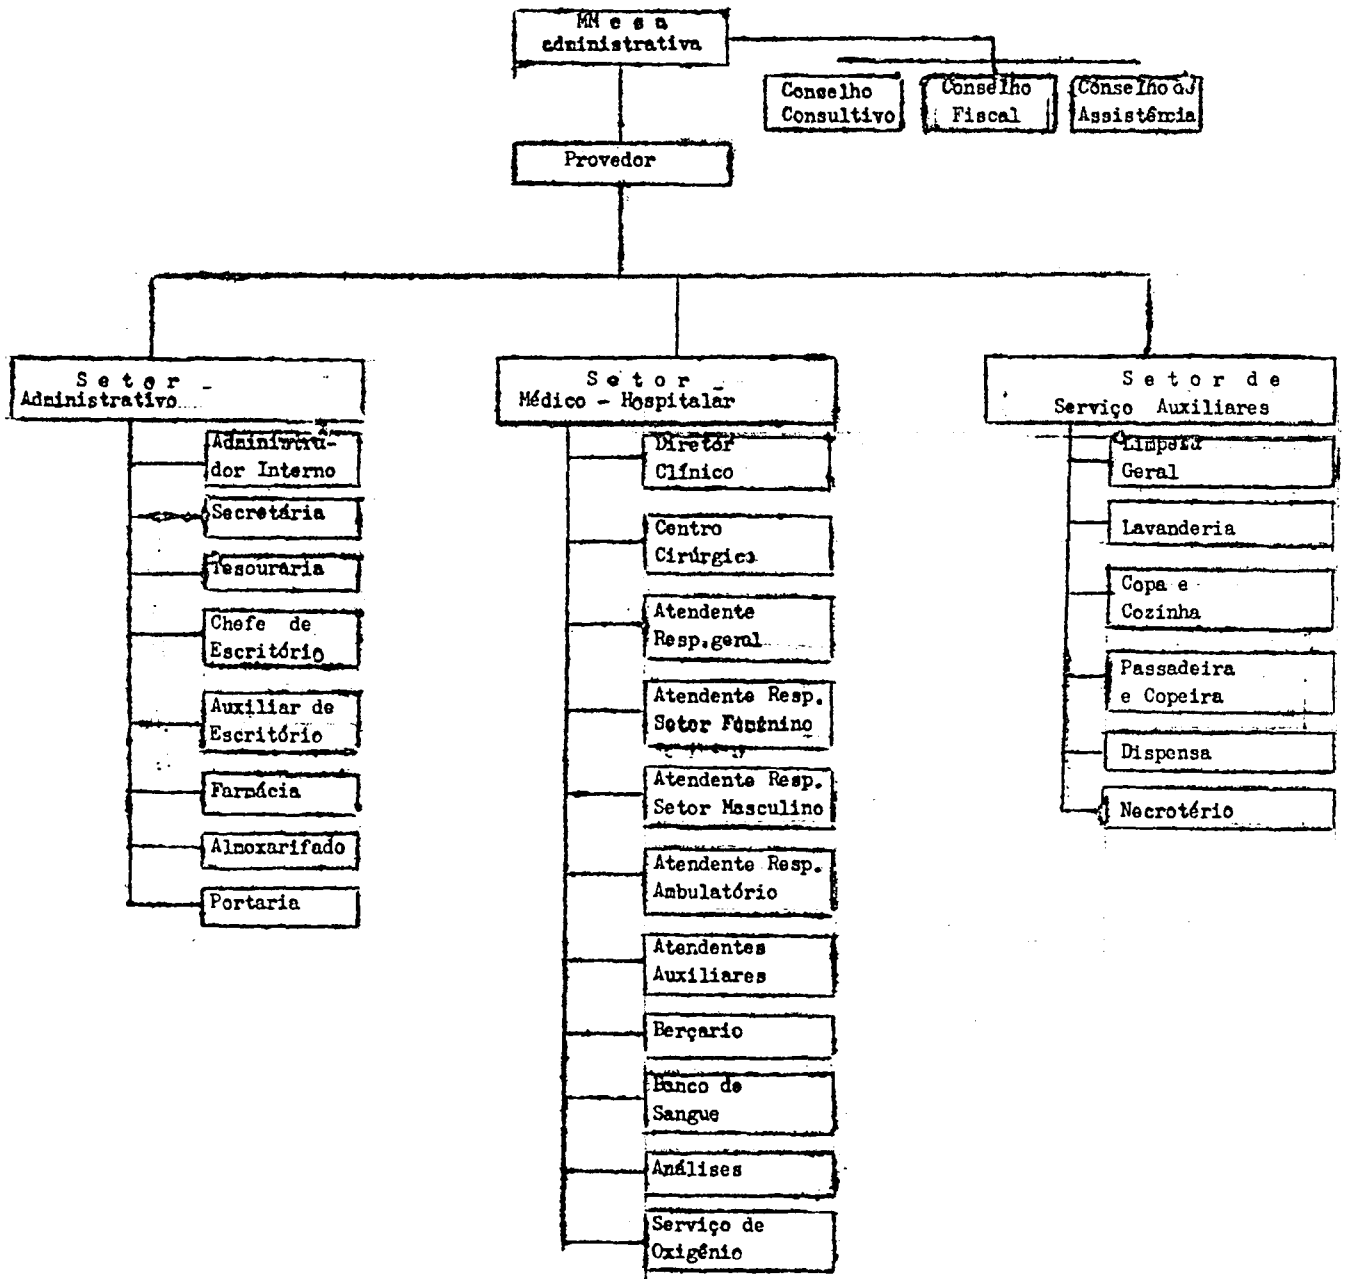 MM e s a
administrativa
Conselho
Consultivo
Conselho
Fiscal
Conselho
Assistência
Provedor
S e t o r
Administrativo
Administra-
dor Interno
Secretária
Tesouraria
Chefe de
Escritório
Auxiliar de
Escritório
Farmácia
Almoxarifado
Portaria
S e t o r
Médico - Hospitalar
Diretor
Clínico
Centro
Cirúrgico
Atendente
Resp.geral
Atendente Resp.
Setor Feminino
Atendente Resp.
Setor Masculino
Atendente Resp.
Ambulatório
Atendentes
Auxiliares
Berçario
Banco de
Sangue
Análises
Serviço de
Oxigênio
S e t o r d e
Serviço Auxiliares
Limpeza
Geral
Lavanderia
Copa e
Cozinha
Passadeira
e Copeira
Dispensa
Necrotério